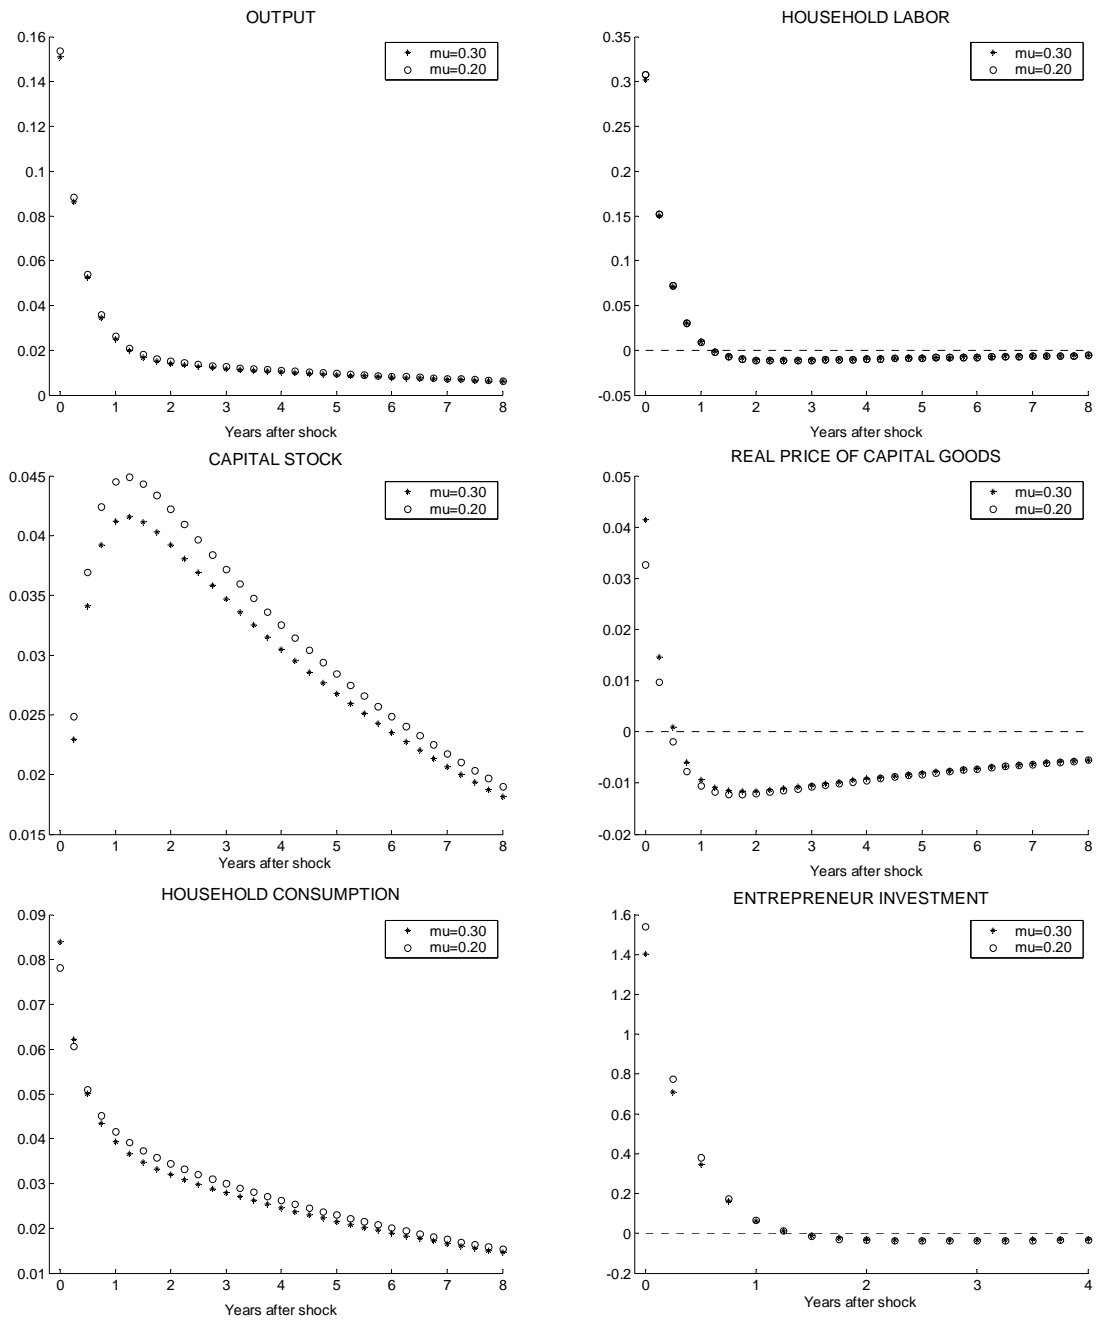 OUTPUT
0.16
0.14
0.12
0.1
0.08
0.06
0.04
0.02
0
mu=0.30
mu=0.20
0 1 2 3 4 5 6 7 8
Years after shock
HOUSEHOLD LABOR
0.35
0.3
0.25
0.2
0.15
0.1
0.05
0
-0.05
mu=0.30
mu=0.20
0 1 2 3 4 5 6 7 8
Years after shock
CAPITAL STOCK
0.045
0.04
0.035
0.03
0.025
0.02
0.015
mu=0.30
mu=0.20
0 1 2 3 4 5 6 7 8
Years after shock
REAL PRICE OF CAPITAL GOODS
0.05
0.04
0.03
0.02
0.01
0
-0.01
-0.02
mu=0.30
mu=0.20
0 1 2 3 4 5 6 7 8
Years after shock
HOUSEHOLD CONSUMPTION
0.09
0.08
0.07
0.06
0.05
0.04
0.03
0.02
0.01
mu=0.30
mu=0.20
0 1 2 3 4 5 6 7 8
Years after shock
ENTREPRENEUR INVESTMENT
1.6
1.4
1.2
1
0.8
0.6
0.4
0.2
0
-0.2
mu=0.30
mu=0.20
0 1 2 3 4
Years after shock